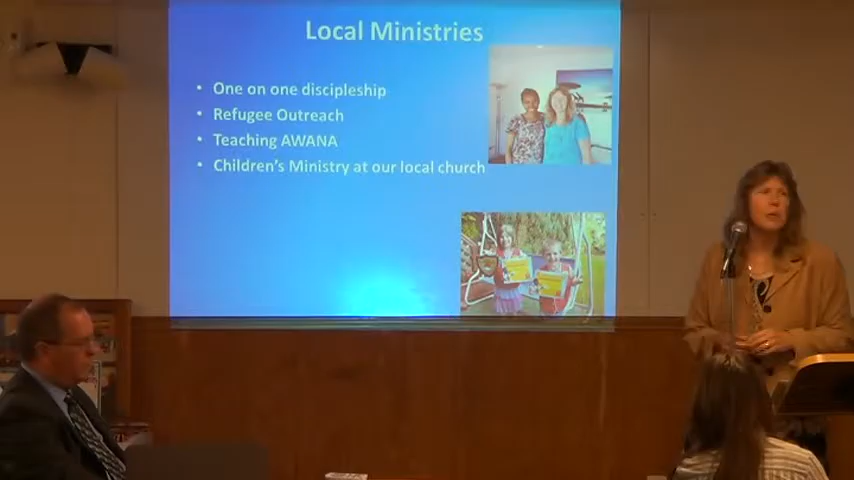 Local Ministries
• One on one discipleship
• Refugee Outreach
• Teaching AWANA
• Children's Ministry at our local church